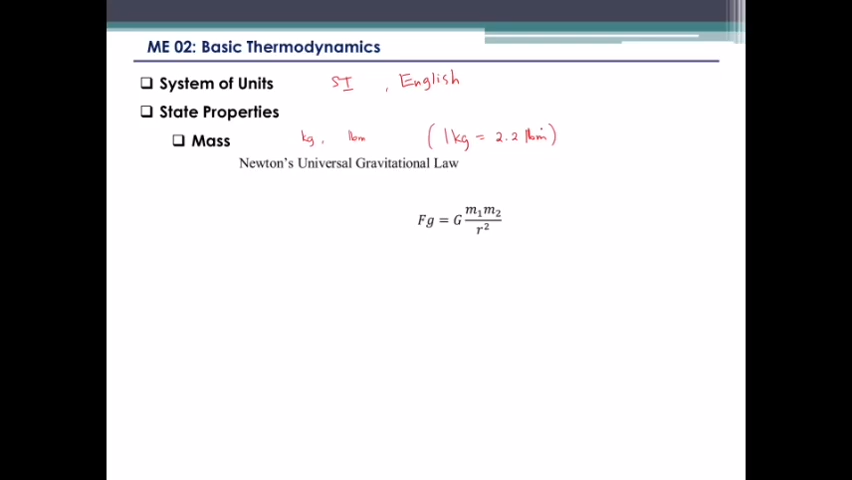 ME 02: Basic Thermodynamics
❑ System of Units SI , English
❑ State Properties
❑ Mass kg, lbm (1kg = 2.2 lbm)
Newton's Universal Gravitational Law
Fg = G m₁m₂/r²